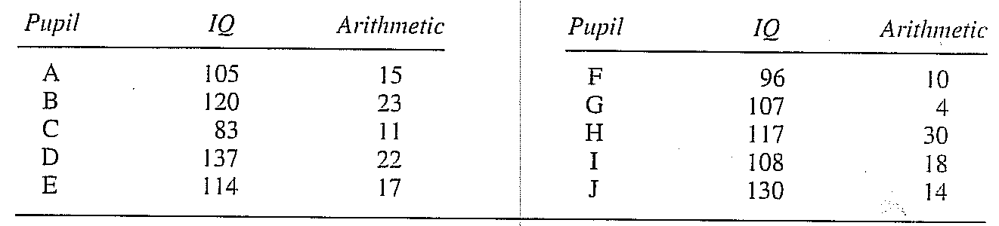 Pupil IQ Arithmetic Pupil IQ Arithmetic
A 105 15 F 96 10
B 120 23 G 107 4
C 83 11 H 117 30
D 137 22 I 108 18
E 114 17 J 130 14